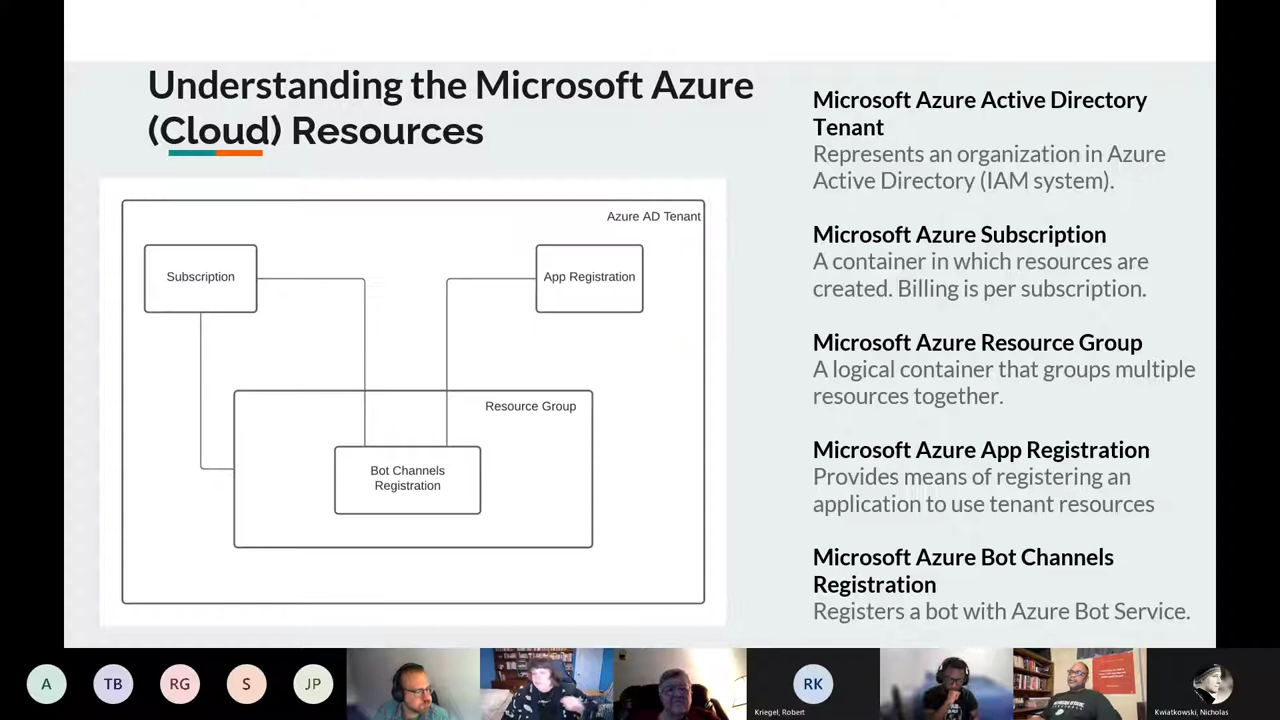 Understanding the Microsoft Azure
(Cloud) Resources
Azure AD Tenant
Subscription
App Registration
Resource Group
Bot Channels
Registration
Microsoft Azure Active Directory
Tenant
Represents an organization in Azure
Active Directory (IAM system).
Microsoft Azure Subscription
A container in which resources are
created. Billing is per subscription.
Microsoft Azure Resource Group
A logical container that groups multiple
resources together.
Microsoft Azure App Registration
Provides means of registering an
application to use tenant resources
Microsoft Azure Bot Channels
Registration
Registers a bot with Azure Bot Service.
A
TB
RG
S
JP
RK
Kriegel, Robert
Kwiatkowski, Nicholas